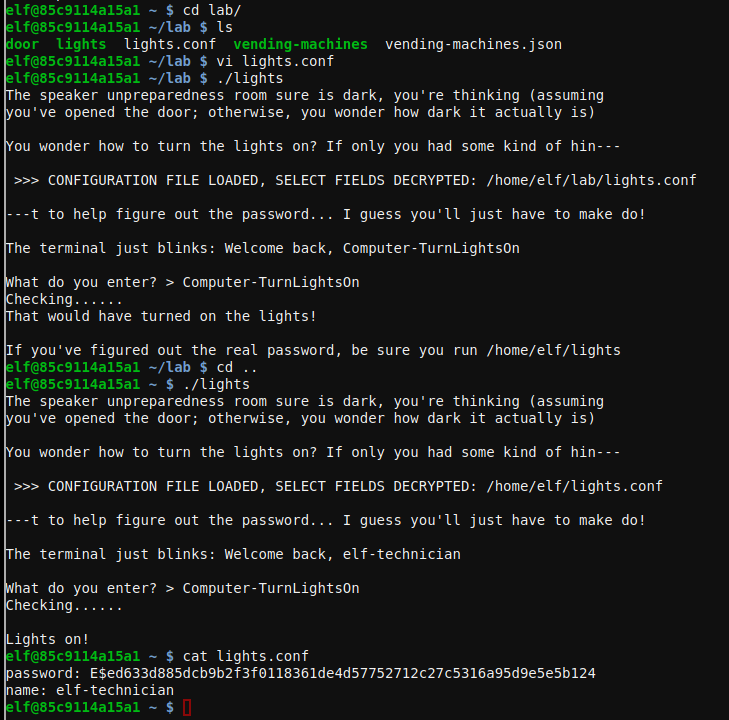 elf@85c9114a15a1 ~ $ cd lab/
elf@85c9114a15a1 ~/lab $ ls
door  lights  lights.conf  vending-machines  vending-machines.json
elf@85c9114a15a1 ~/lab $ vi lights.conf
elf@85c9114a15a1 ~/lab $ ./lights
The speaker unpreparedness room sure is dark, you're thinking (assuming
you've opened the door; otherwise, you wonder how dark it actually is)
You wonder how to turn the lights on? If only you had some kind of hin---
>>> CONFIGURATION FILE LOADED, SELECT FIELDS DECRYPTED: /home/elf/lab/lights.conf
---t to help figure out the password... I guess you'll just have to make do!
The terminal just blinks: Welcome back, Computer-TurnLightsOn
What do you enter? > Computer-TurnLightsOn
Checking......
That would have turned on the lights!
If you've figured out the real password, be sure you run /home/elf/lights
elf@85c9114a15a1 ~/lab $ cd ..
elf@85c9114a15a1 ~ $ ./lights
The speaker unpreparedness room sure is dark, you're thinking (assuming
you've opened the door; otherwise, you wonder how dark it actually is)
You wonder how to turn the lights on? If only you had some kind of hin---
>>> CONFIGURATION FILE LOADED, SELECT FIELDS DECRYPTED: /home/elf/lights.conf
---t to help figure out the password... I guess you'll just have to make do!
The terminal just blinks: Welcome back, elf-technician
What do you enter? > Computer-TurnLightsOn
Checking......
Lights on!
elf@85c9114a15a1 ~ $ cat lights.conf
password: E$ed633d885dcb9b2f3f0118361de4d57752712c27c5316a95d9e5e5b124
name: elf-technician
elf@85c9114a15a1 ~ $